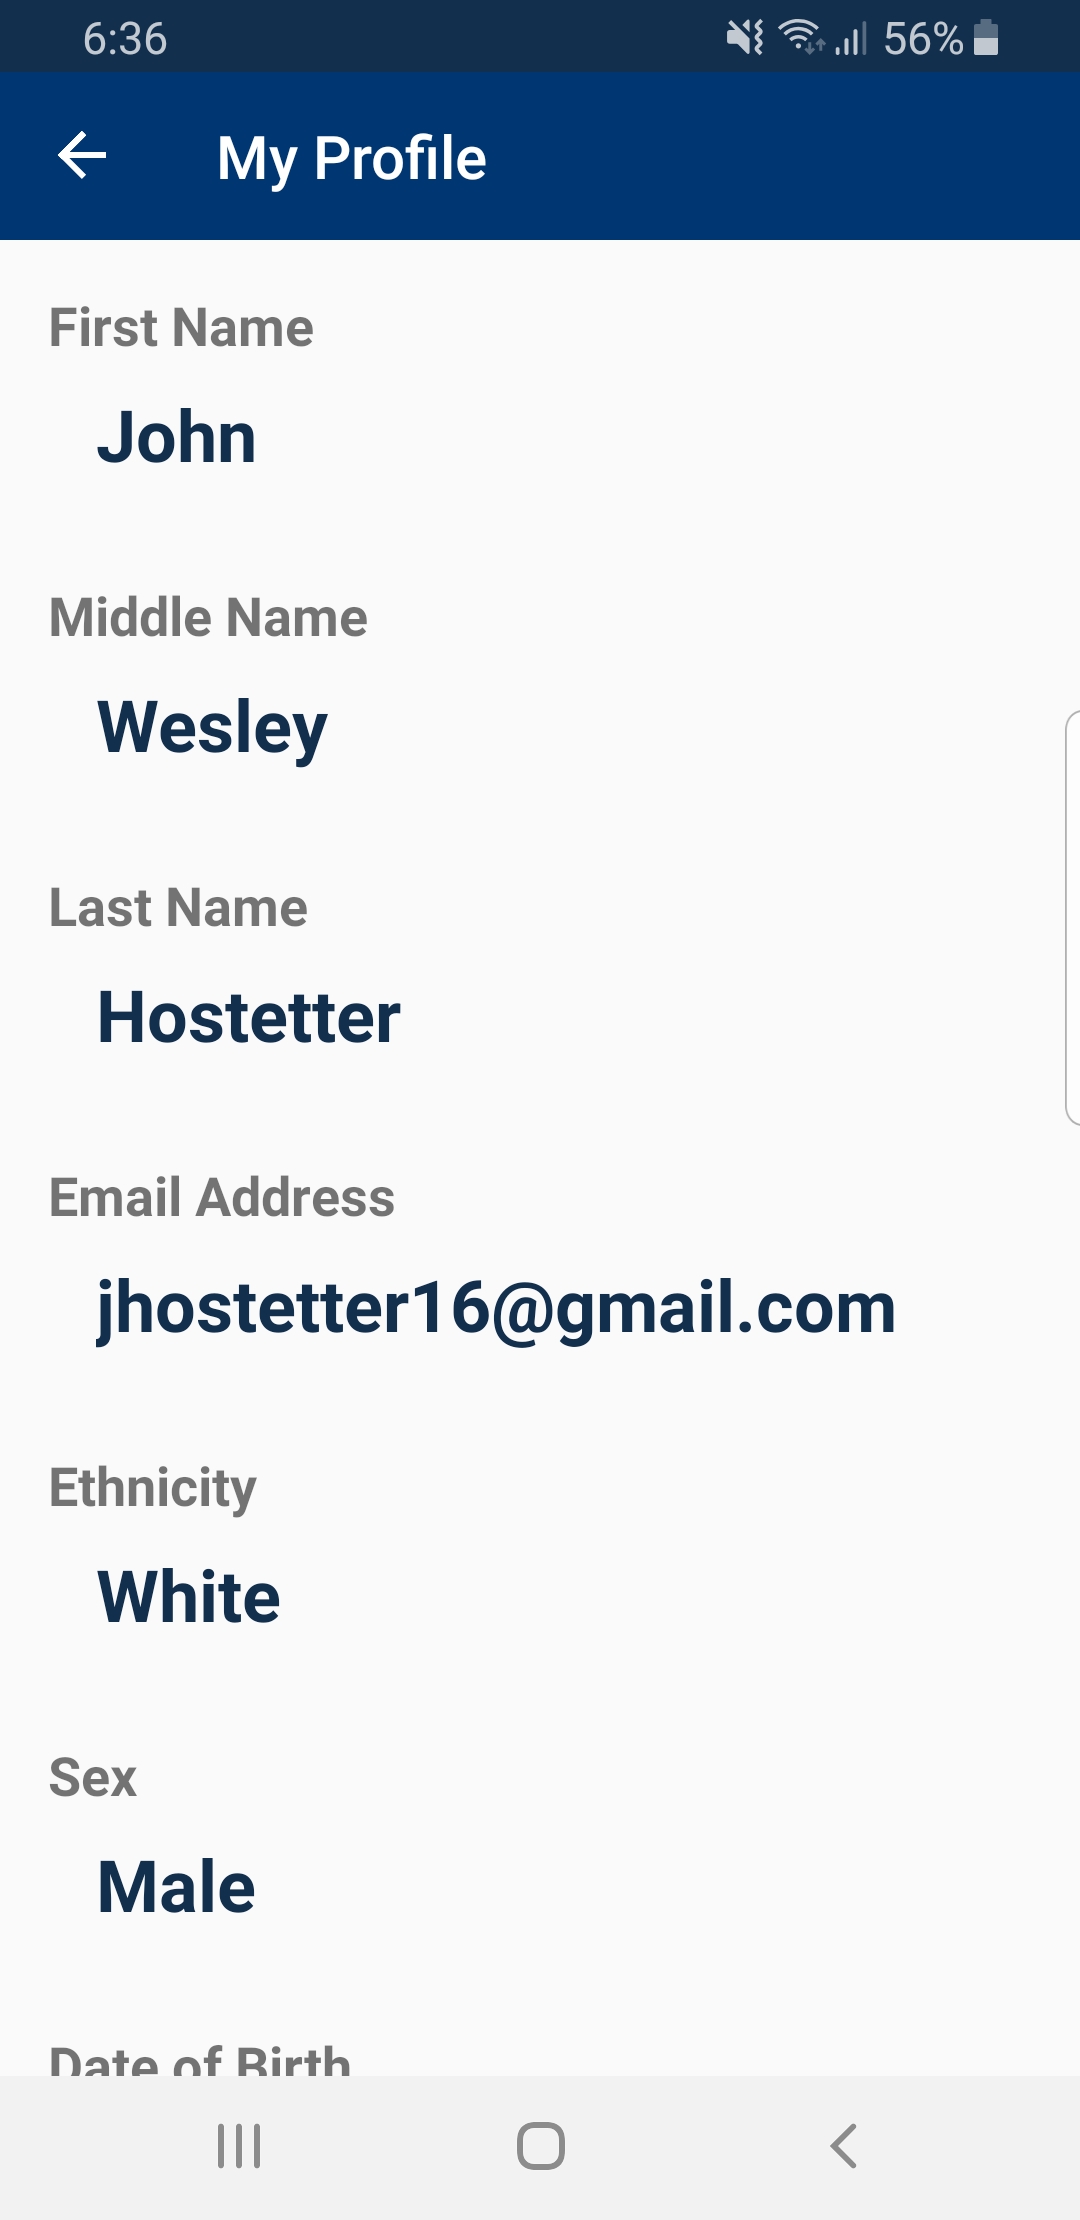 6:36 56%
My Profile
First Name
John
Middle Name
Wesley
Last Name
Hostetter
Email Address
jhostetter16@gmail.com
Ethnicity
White
Sex
Male
Date of Birth